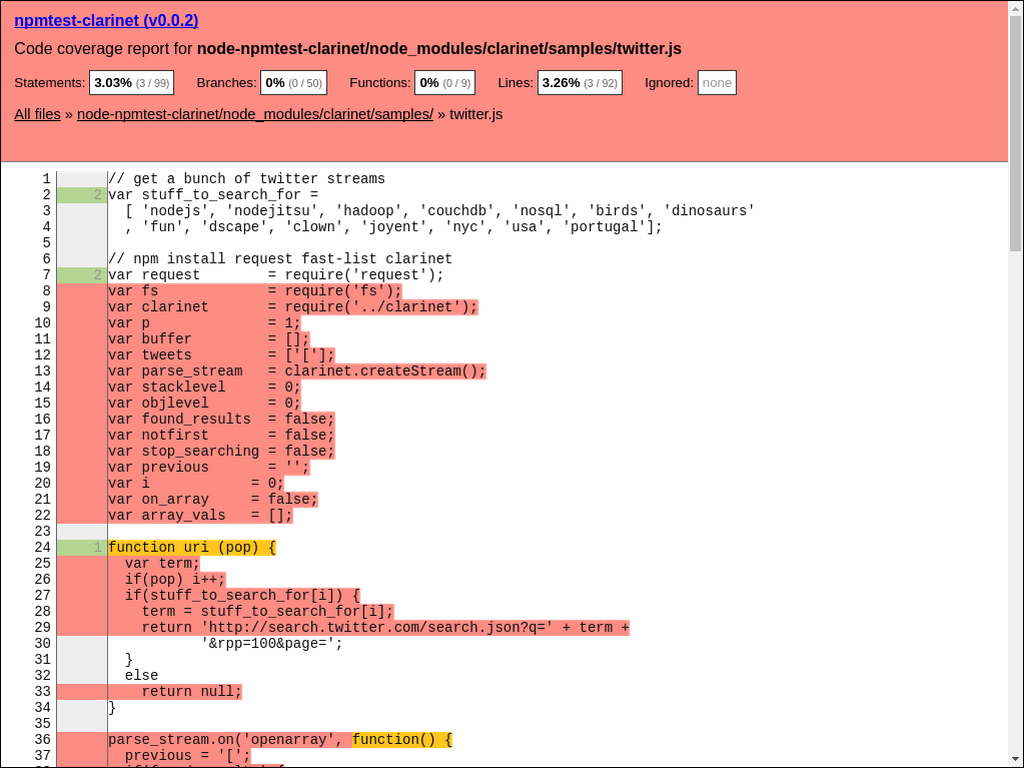 npmtest-clarinet (v0.0.2)
Code coverage report for node-npmtest-clarinet/node_modules/clarinet/samples/twitter.js
Statements: 3.03% (3 / 99) Branches: 0% (0 / 50) Functions: 0% (0 / 9) Lines: 3.26% (3 / 92) Ignored: none
All files » node-npmtest-clarinet/node_modules/clarinet/samples/ » twitter.js
1 // get a bunch of twitter streams
2 2 var stuff_to_search_for =
3 [ 'nodejs', 'nodejitsu', 'hadoop', 'couchdb', 'nosql', 'birds', 'dinosaurs'
4 , 'fun', 'dscape', 'clown', 'joyent', 'nyc', 'usa', 'portugal'];
5
6 // npm install request fast-list clarinet
7 2 var request        = require('request');
8 var fs             = require('fs');
9 var clarinet       = require('../clarinet');
10 var p              = 1;
11 var buffer         = [];
12 var tweets         = ['['];
13 var parse_stream   = clarinet.createStream();
14 var stacklevel     = 0;
15 var objlevel       = 0;
16 var found_results  = false;
17 var notfirst       = false;
18 var stop_searching = false;
19 var previous       = '';
20 var i            = 0;
21 var on_array     = false;
22 var array_vals   = [];
23
24 1 function uri (pop) {
25   var term;
26   if(pop) i++;
27   if(stuff_to_search_for[i]) {
28     term = stuff_to_search_for[i];
29     return 'http://search.twitter.com/search.json?q=' + term +
30            '&rpp=100&page=';
31   }
32   else
33     return null;
34 }
35
36 parse_stream.on('openarray', function() {
37   previous = '[';